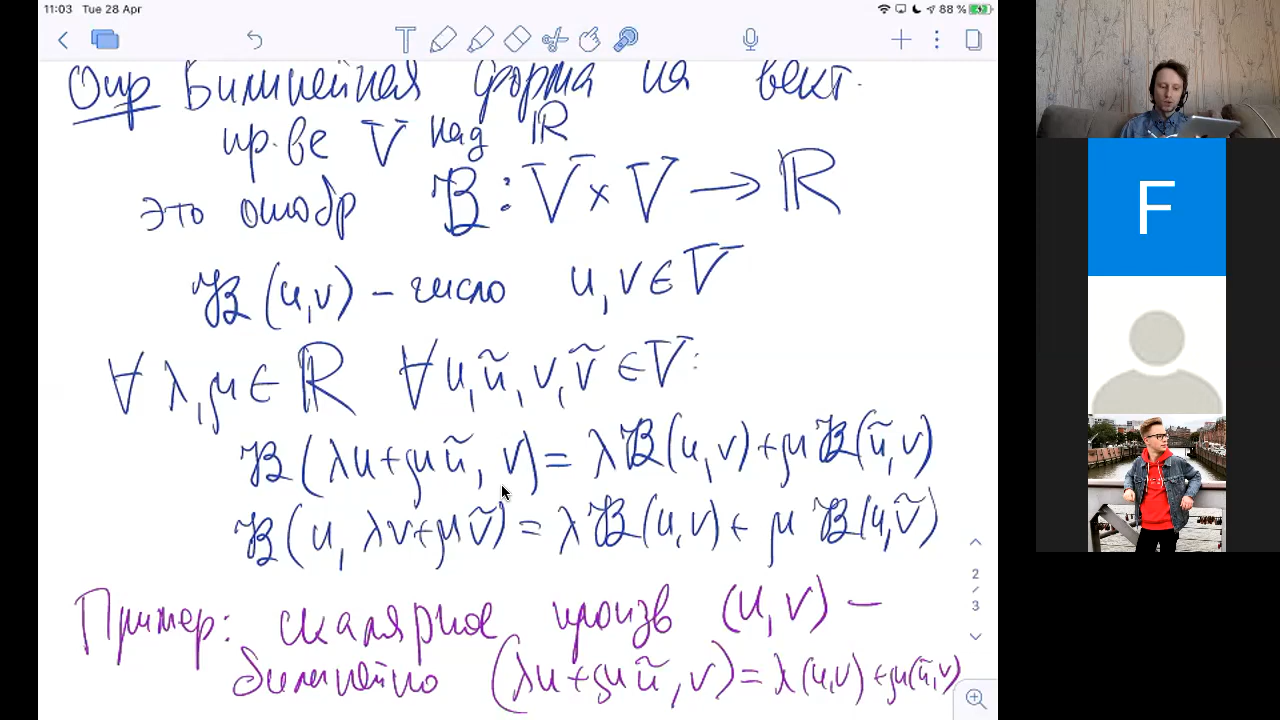 11:03 Tue 28 Apr
88 %
Опр Билинейная форма на вект.
пр-ве V над ℝ
это отобр ℬ : V × V → ℝ
ℬ (u,v) – число u, v ∈ V
∀ λ, μ ∈ ℝ ∀ u, ũ, v, ṽ ∈ V :
ℬ (λu + μũ, v) = λℬ(u,v) + μℬ(ũ,v)
ℬ (u, λv + μṽ) = λℬ(u,v) + μℬ(u,ṽ)
2
/
3
Пример: скалярное произв (u, v) –
билинейно (λu + μũ, v) = λ(u,v) + μ(ũ,v)
F